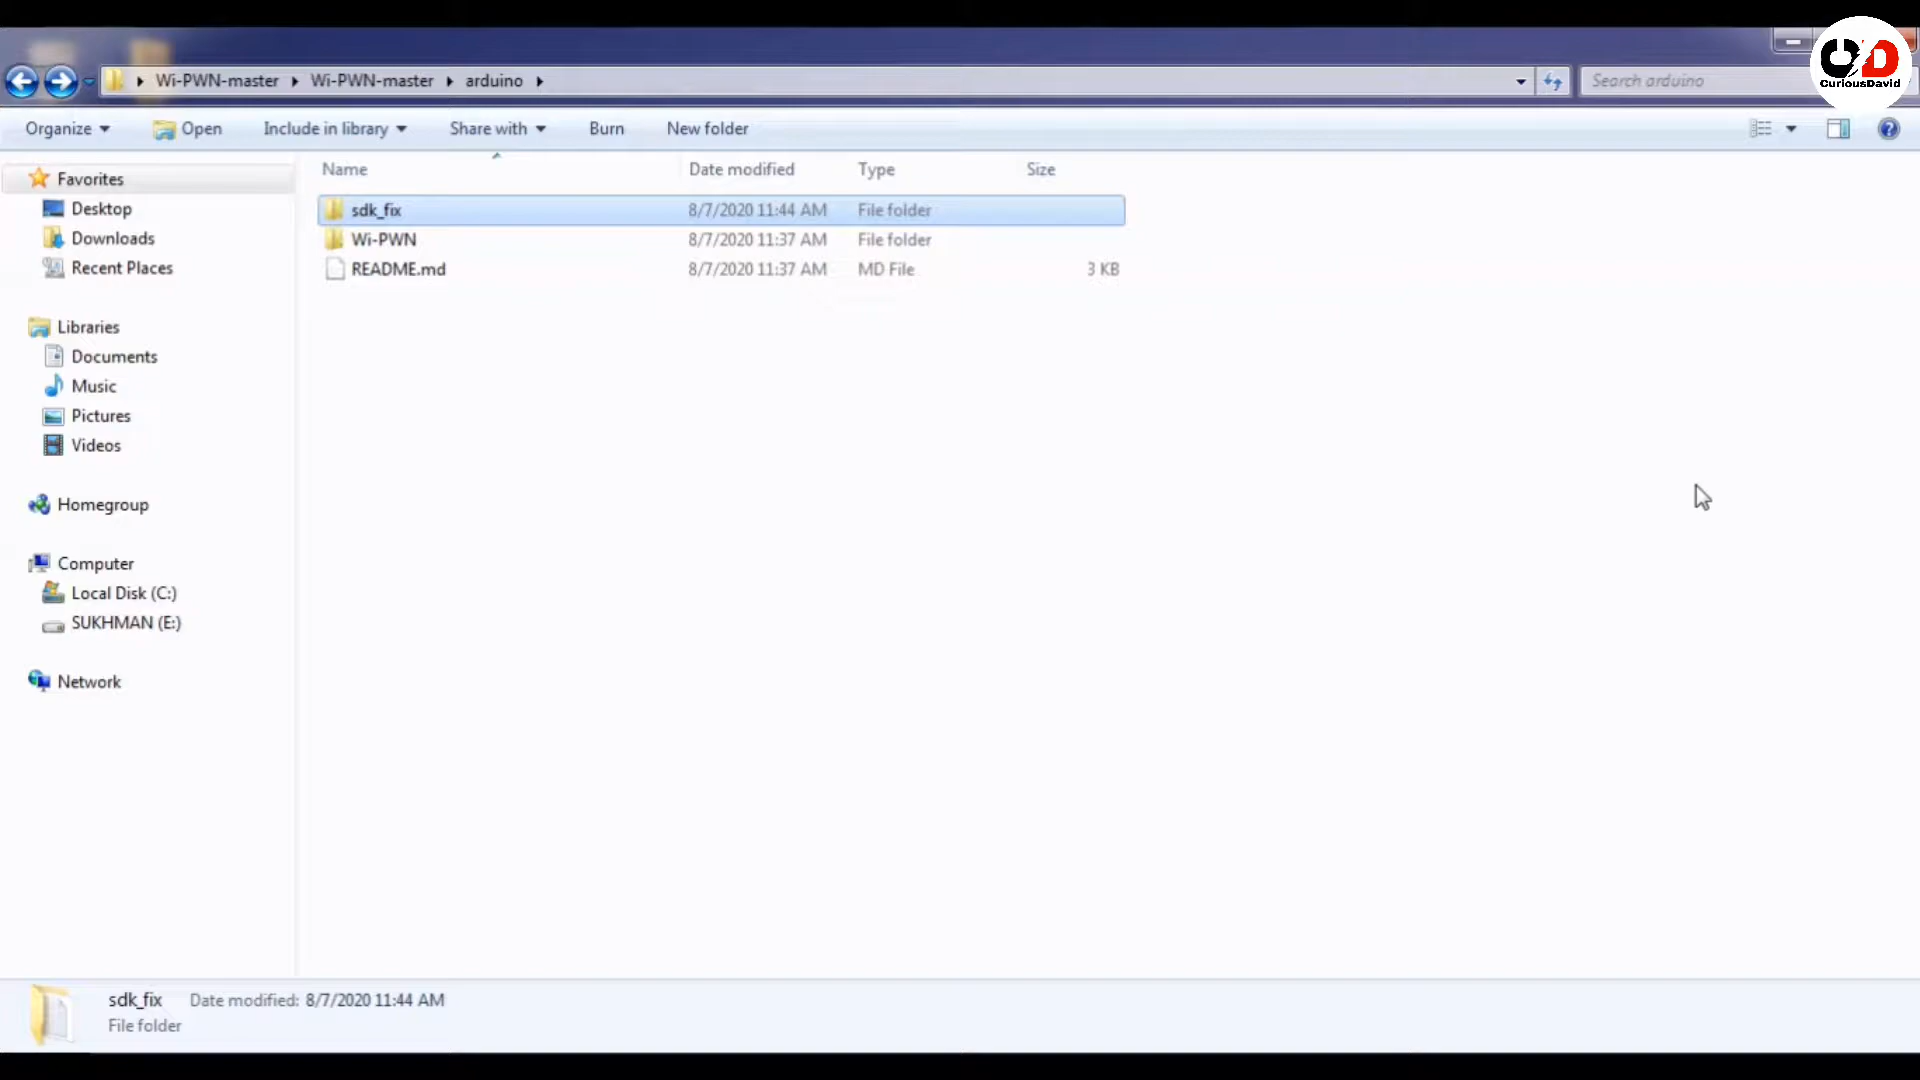 CD
CuriousDavid
Wi-PWN-master Wi-PWN-master arduino
Search arduino
Organize Open Include in library Share with Burn New folder
Name Date modified Type Size
Favorites
Desktop
Downloads
Recent Places
Libraries
Documents
Music
Pictures
Videos
Homegroup
Computer
Local Disk (C:)
SUKHMAN (E:)
Network
sdk_fix 8/7/2020 11:44 AM File folder
Wi-PWN 8/7/2020 11:37 AM File folder
README.md 8/7/2020 11:37 AM MD File 3 KB
sdk_fix Date modified: 8/7/2020 11:44 AM
File folder